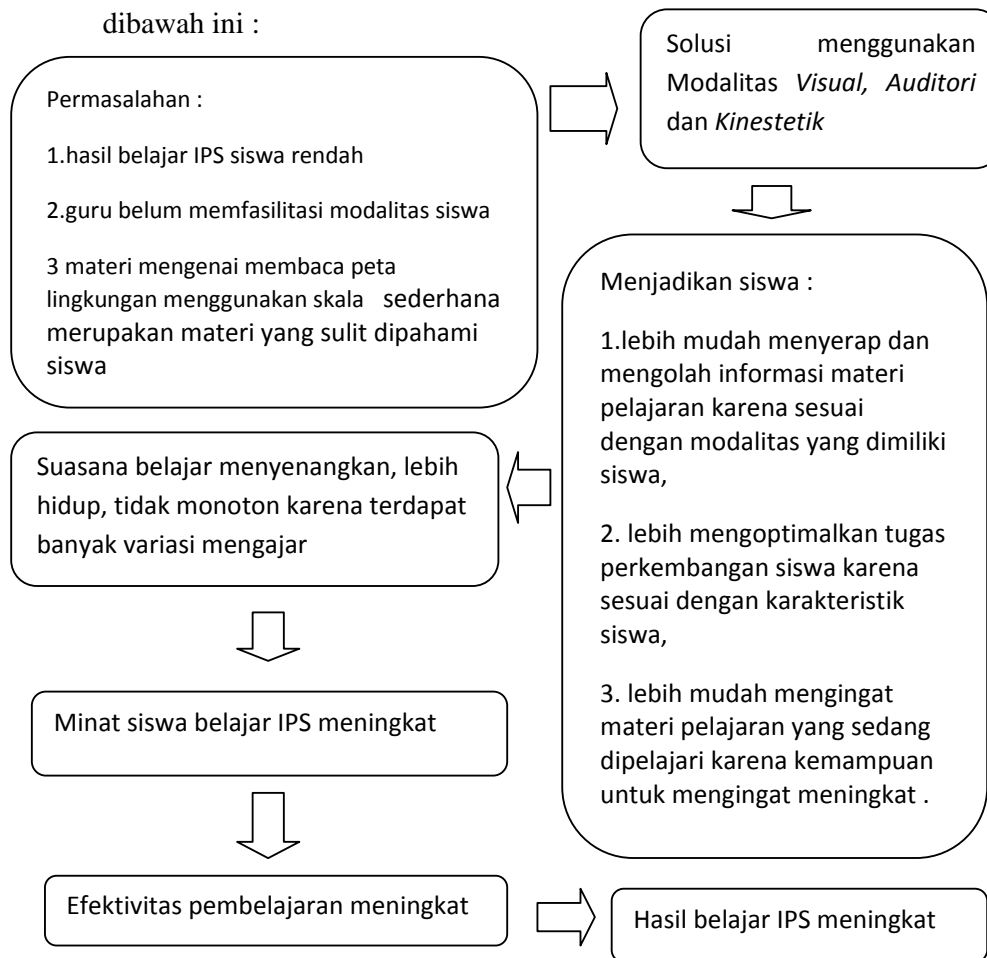 dibawah ini :
Permasalahan :
1.hasil belajar IPS siswa rendah
2.guru belum memfasilitasi modalitas siswa
3 materi mengenai membaca peta
lingkungan menggunakan skala sederhana
merupakan materi yang sulit dipahami
siswa
Solusi menggunakan
Modalitas Visual, Auditori
dan Kinestetik
Menjadikan siswa :
1.lebih mudah menyerap dan
mengolah informasi materi
pelajaran karena sesuai
dengan modalitas yang dimiliki
siswa,
2. lebih mengoptimalkan tugas
perkembangan siswa karena
sesuai dengan karakteristik
siswa,
3. lebih mudah mengingat
materi pelajaran yang sedang
dipelajari karena kemampuan
untuk mengingat meningkat .
Suasana belajar menyenangkan, lebih
hidup, tidak monoton karena terdapat
banyak variasi mengajar
Minat siswa belajar IPS meningkat
Efektivitas pembelajaran meningkat
Hasil belajar IPS meningkat